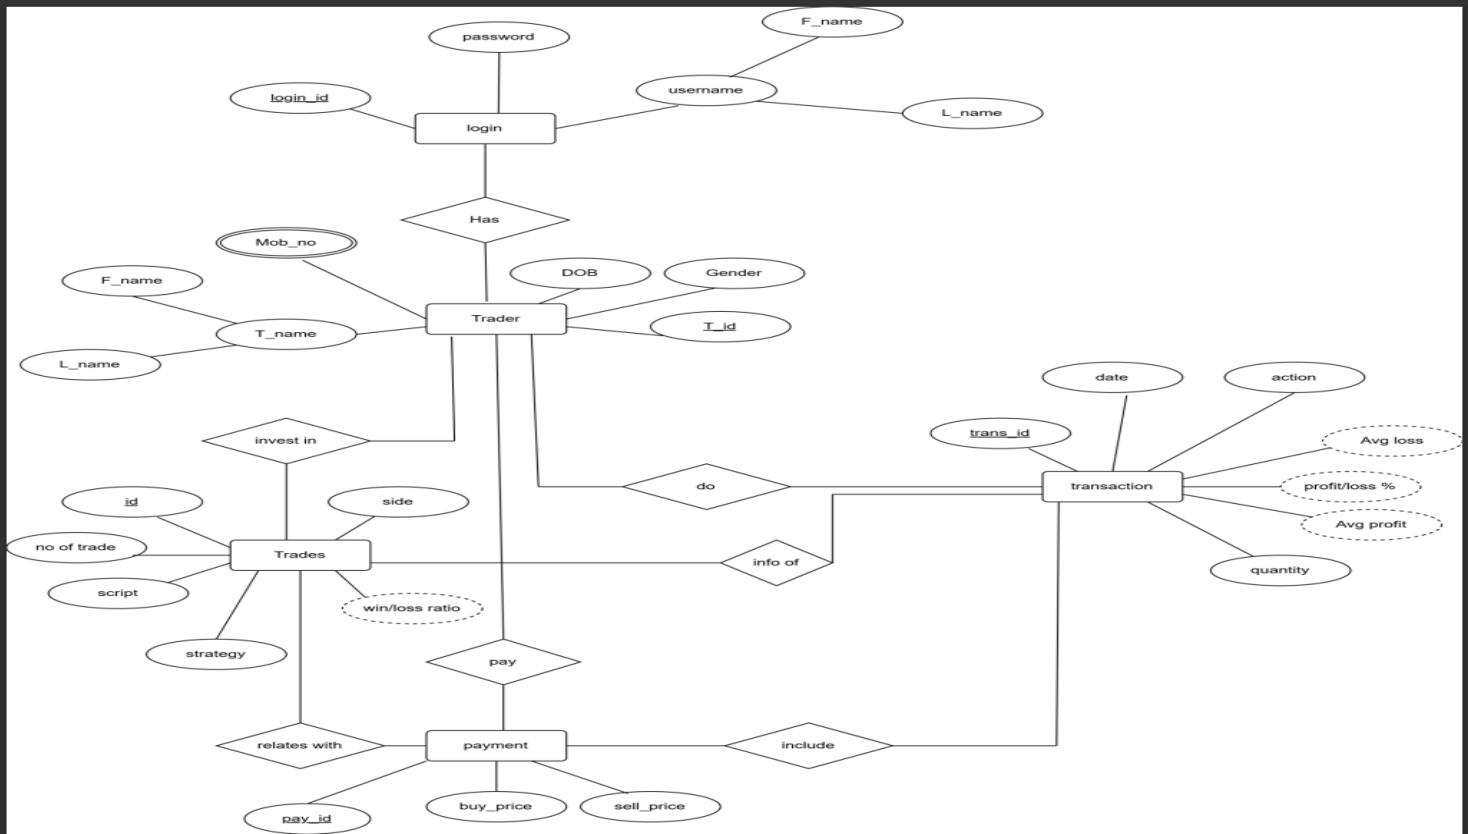 F_name
password
username
login_id
L_name
login
Has
Mob_no
DOB
Gender
F_name
Trader
T_id
T_name
L_name
date
action
trans_id
invest in
Avg loss
do
transaction
profit/loss %
id
side
Avg profit
no of trade
Trades
info of
quantity
script
win/loss ratio
strategy
pay
relates with
payment
include
buy_price
sell_price
pay_id